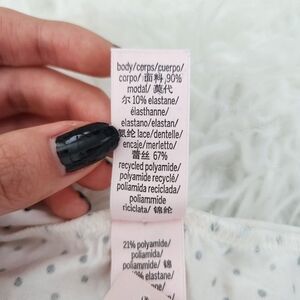 body/corps/cuerpo/
corpo/ 面料 90%
modal/ 莫代
尔 10% elastane/
élasthanne/
elastano/elastan/
氨纶 lace/dentelle/
encaje/merletto/
蕾丝 67%
recycled polyamide/
polyamide recyclé/
poliamida reciclada/
poliammide
riciclata/ 锦纶
21% polyamide/
poliamida/
poliammide/ 锦
elastane/